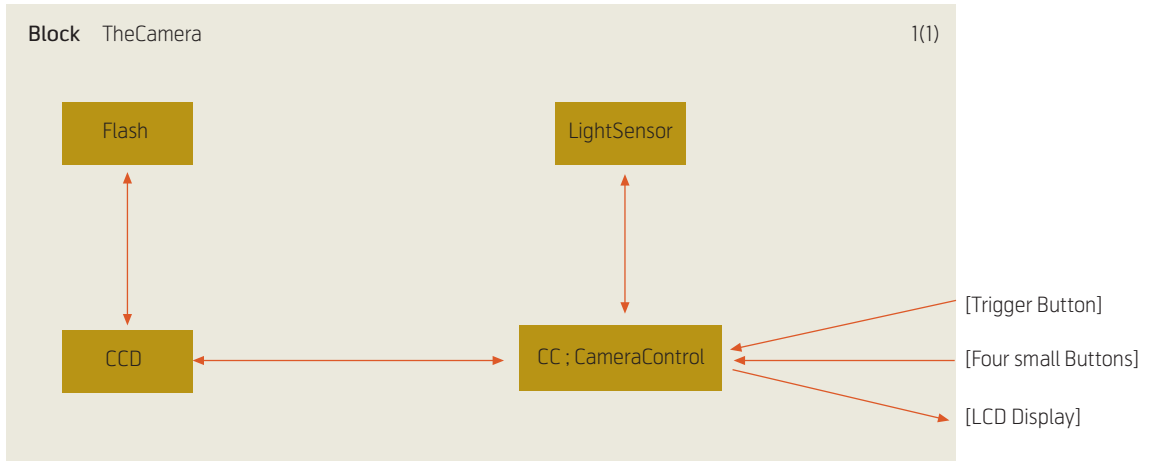 Block TheCamera 1(1)
Flash
LightSensor
[Trigger Button]
CCD
CC ; CameraControl
[Four small Buttons]
[LCD Display]